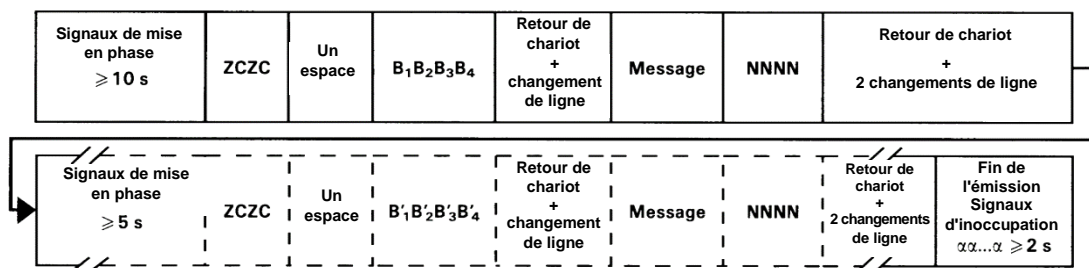 Signaux de mise
en phase
⩾ 10 s
ZCZC
Un
espace
B₁B₂B₃B₄
Retour de
chariot
+
changement
de ligne
Message
NNNN
Retour de chariot
+
2 changements de ligne
Signaux de mise
en phase
⩾ 5 s
ZCZC
Un
espace
B'₁B'₂B'₃B'₄
Retour de
chariot
+
changement
de ligne
Message
NNNN
Retour de
chariot
+
2 changements
de ligne
Fin de
l'émission
Signaux
d'inoccupation
αα...α ⩾ 2 s